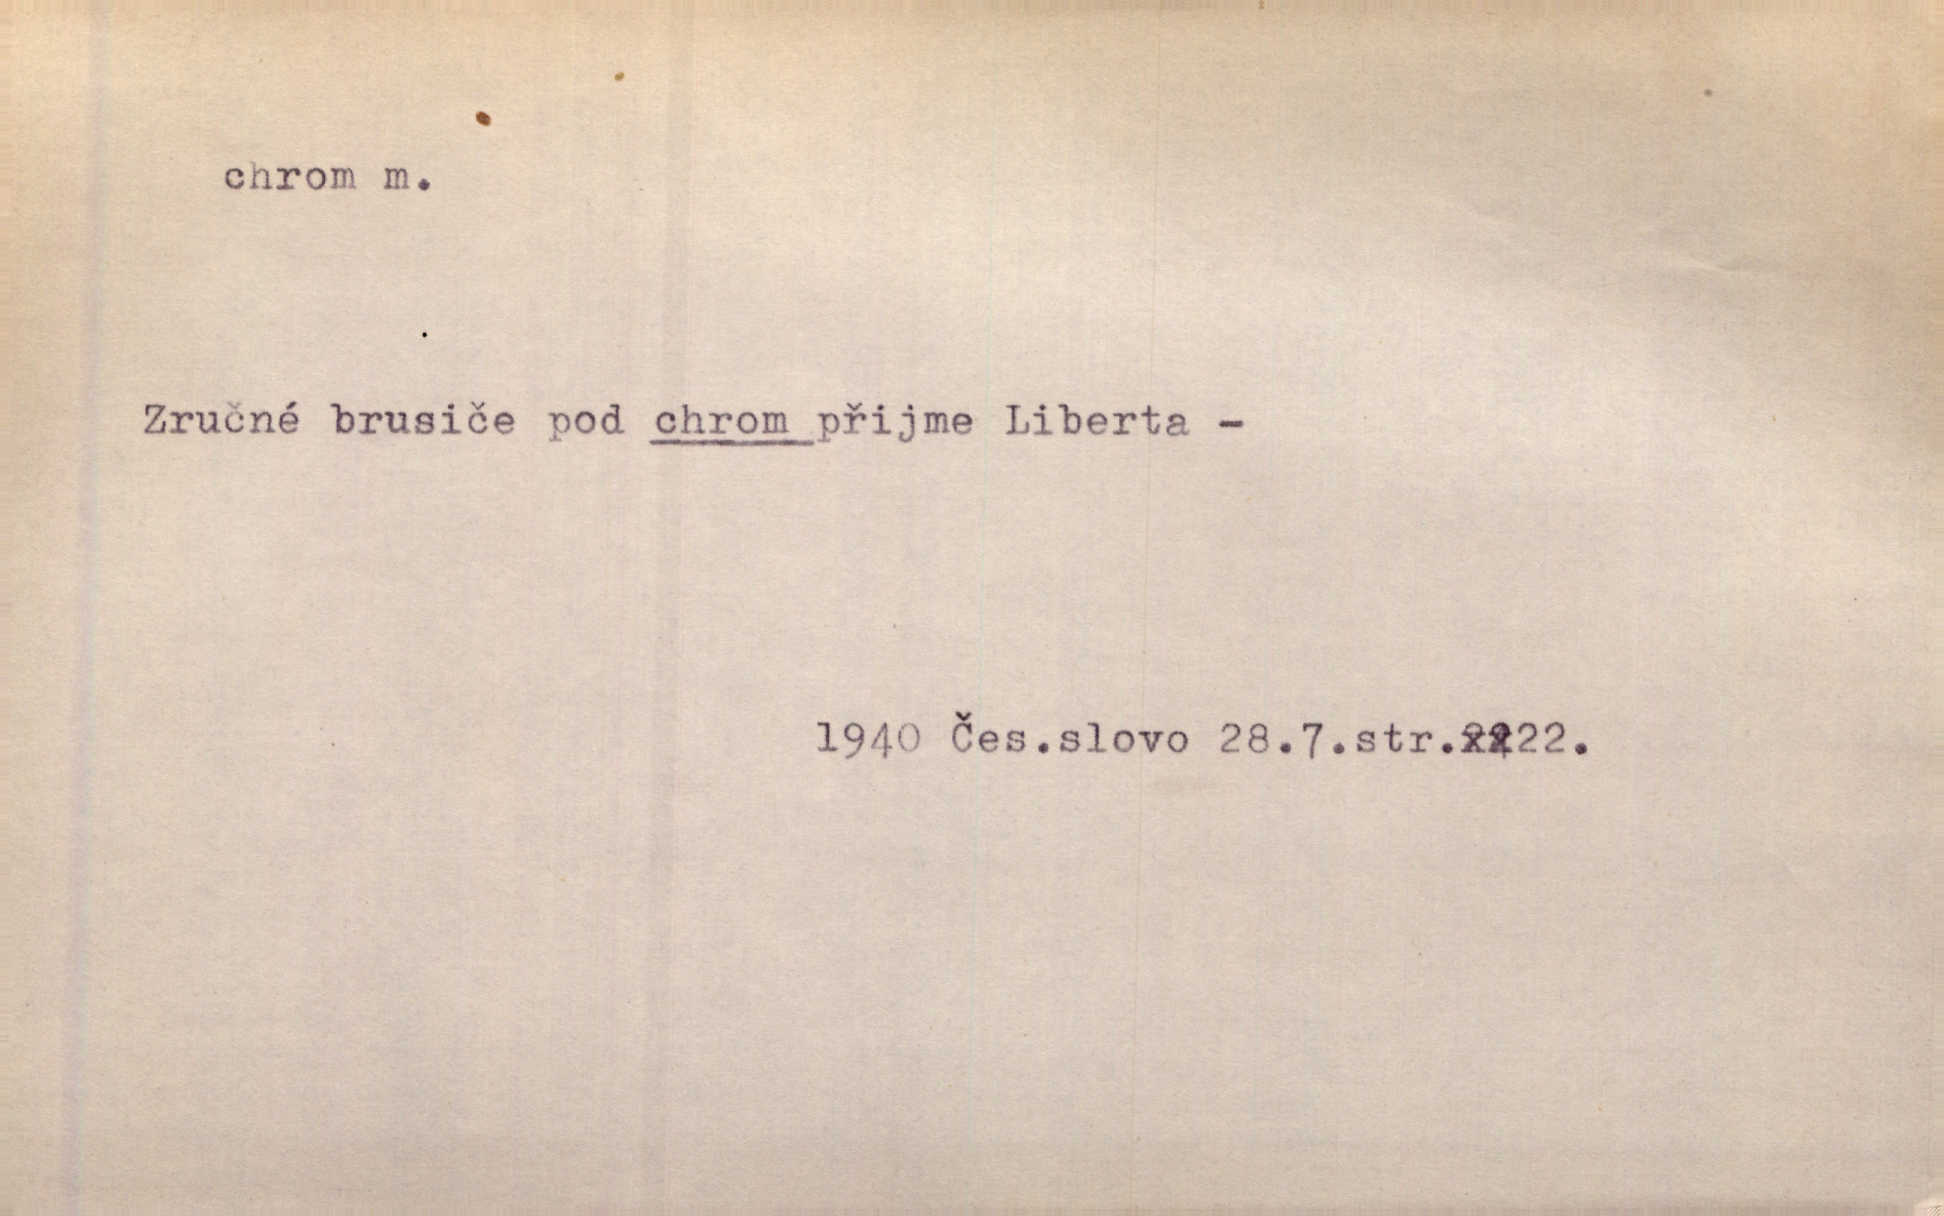 chrom m.
Zručné brusiče pod chrom přijme Liberta -
1940 Čes.slovo 28.7.str.22.